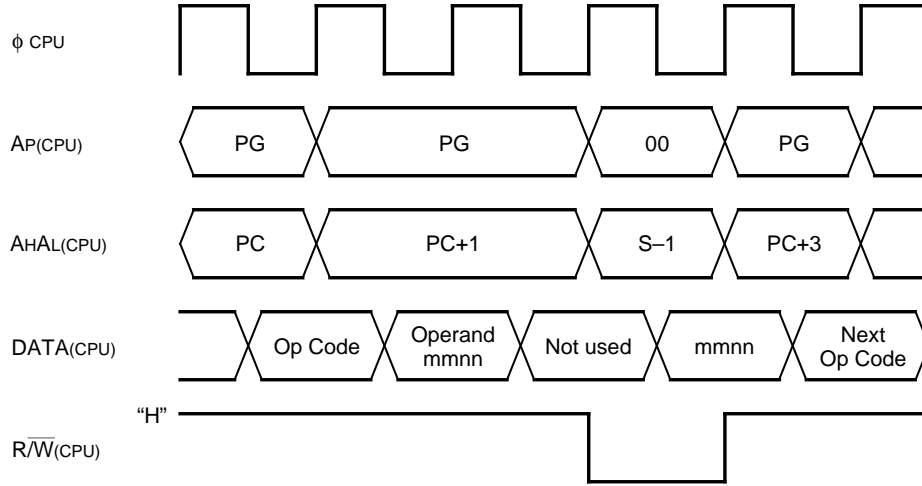 ϕ CPU
AP(CPU) PG PG 00 PG
AHAL(CPU) PC PC+1 S–1 PC+3
DATA(CPU) Op Code Operand mmnn Not used mmnn Next Op Code
“H”
R/W̅(CPU)